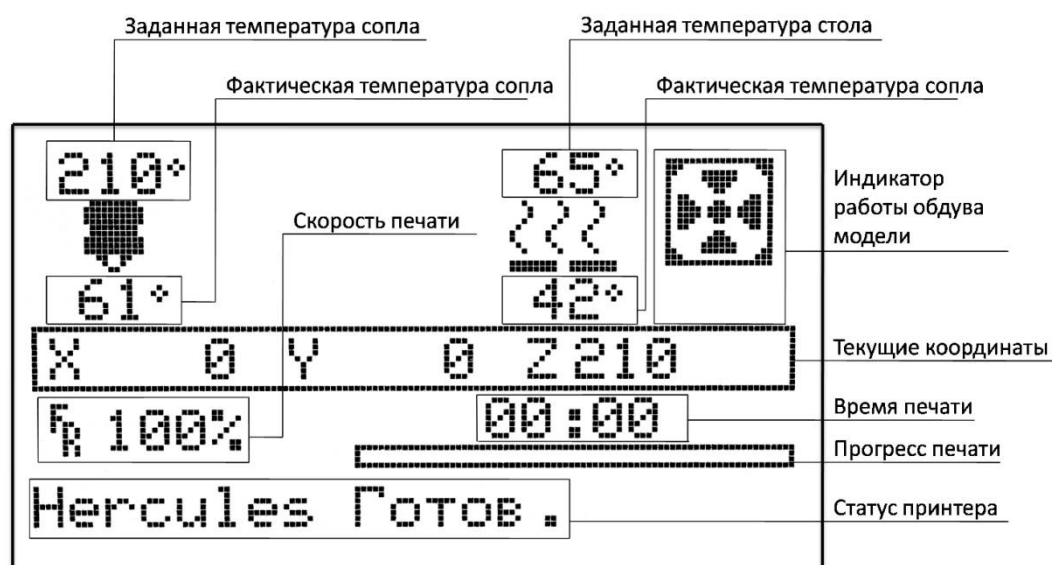 Заданная температура сопла
Заданная температура стола
Фактическая температура сопла
Фактическая температура сопла
210°
65°
Индикатор
работы обдува
модели
Скорость печати
61°
42°
X 0 Y 0 Z 210
Текущие координаты
FR 100%
00:00
Время печати
Прогресс печати
Hercules Готов.
Статус принтера